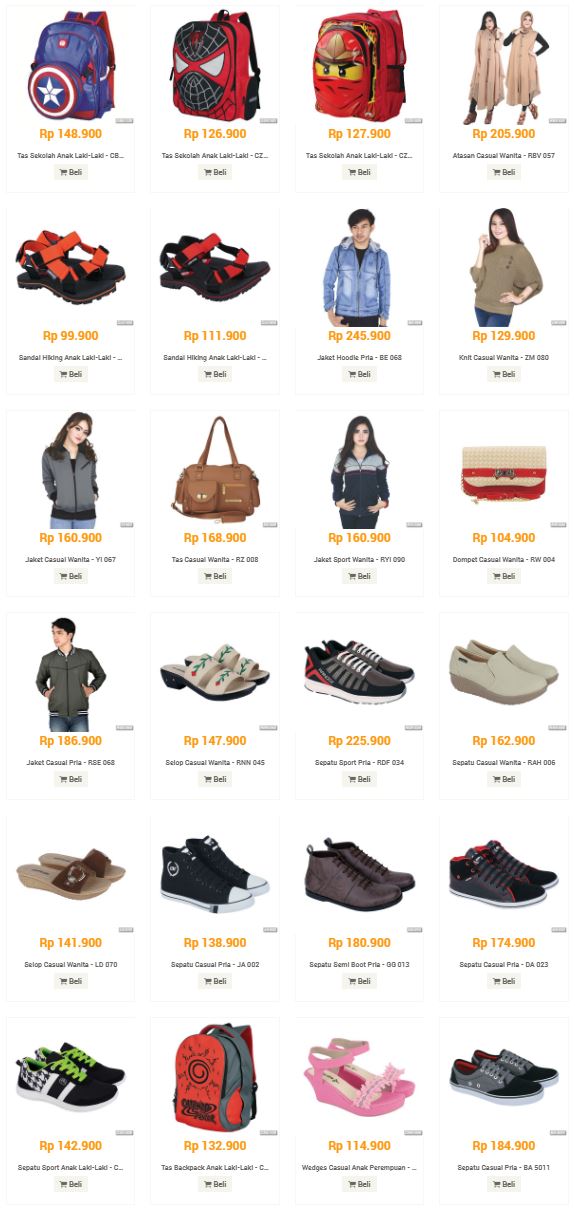 Rp 148.900
Rp 126.900
Rp 127.900
Rp 205.900
Tas Sekolah Anak Laki-Laki - CB...
Tas Sekolah Anak Laki-Laki - CZ...
Tas Sekolah Anak Laki-Laki - CZ...
Atasan Casual Wanita - RBV 057
Beli
Beli
Beli
Beli
Rp 99.900
Rp 111.900
Rp 245.900
Rp 129.900
Sandal Hiking Anak Laki-Laki - ...
Sandal Hiking Anak Laki-Laki - ...
Jaket Hoodie Pria - BE 068
Knit Casual Wanita - ZM 080
Beli
Beli
Beli
Beli
Rp 160.900
Rp 168.900
Rp 160.900
Rp 104.900
Jaket Casual Wanita - YI 067
Tas Casual Wanita - RZ 008
Jaket Sport Wanita - RYI 090
Dompet Casual Wanita - RW 004
Beli
Beli
Beli
Beli
Rp 186.900
Rp 147.900
Rp 225.900
Rp 162.900
Jaket Casual Pria - RSE 068
Selop Casual Wanita - RNN 045
Sepatu Sport Pria - RDF 034
Sepatu Casual Wanita - RAH 006
Beli
Beli
Beli
Beli
Rp 141.900
Rp 138.900
Rp 180.900
Rp 174.900
Selop Casual Wanita - LD 070
Sepatu Casual Pria - JA 002
Sepatu Semi Boot Pria - GG 013
Sepatu Casual Pria - DA 023
Beli
Beli
Beli
Beli
Rp 142.900
Rp 132.900
Rp 114.900
Rp 184.900
Sepatu Sport Anak Laki-Laki - C...
Tas Backpack Anak Laki-Laki - C...
Wedges Casual Anak Perempuan - ...
Sepatu Casual Pria - BA 5011
Beli
Beli
Beli
Beli